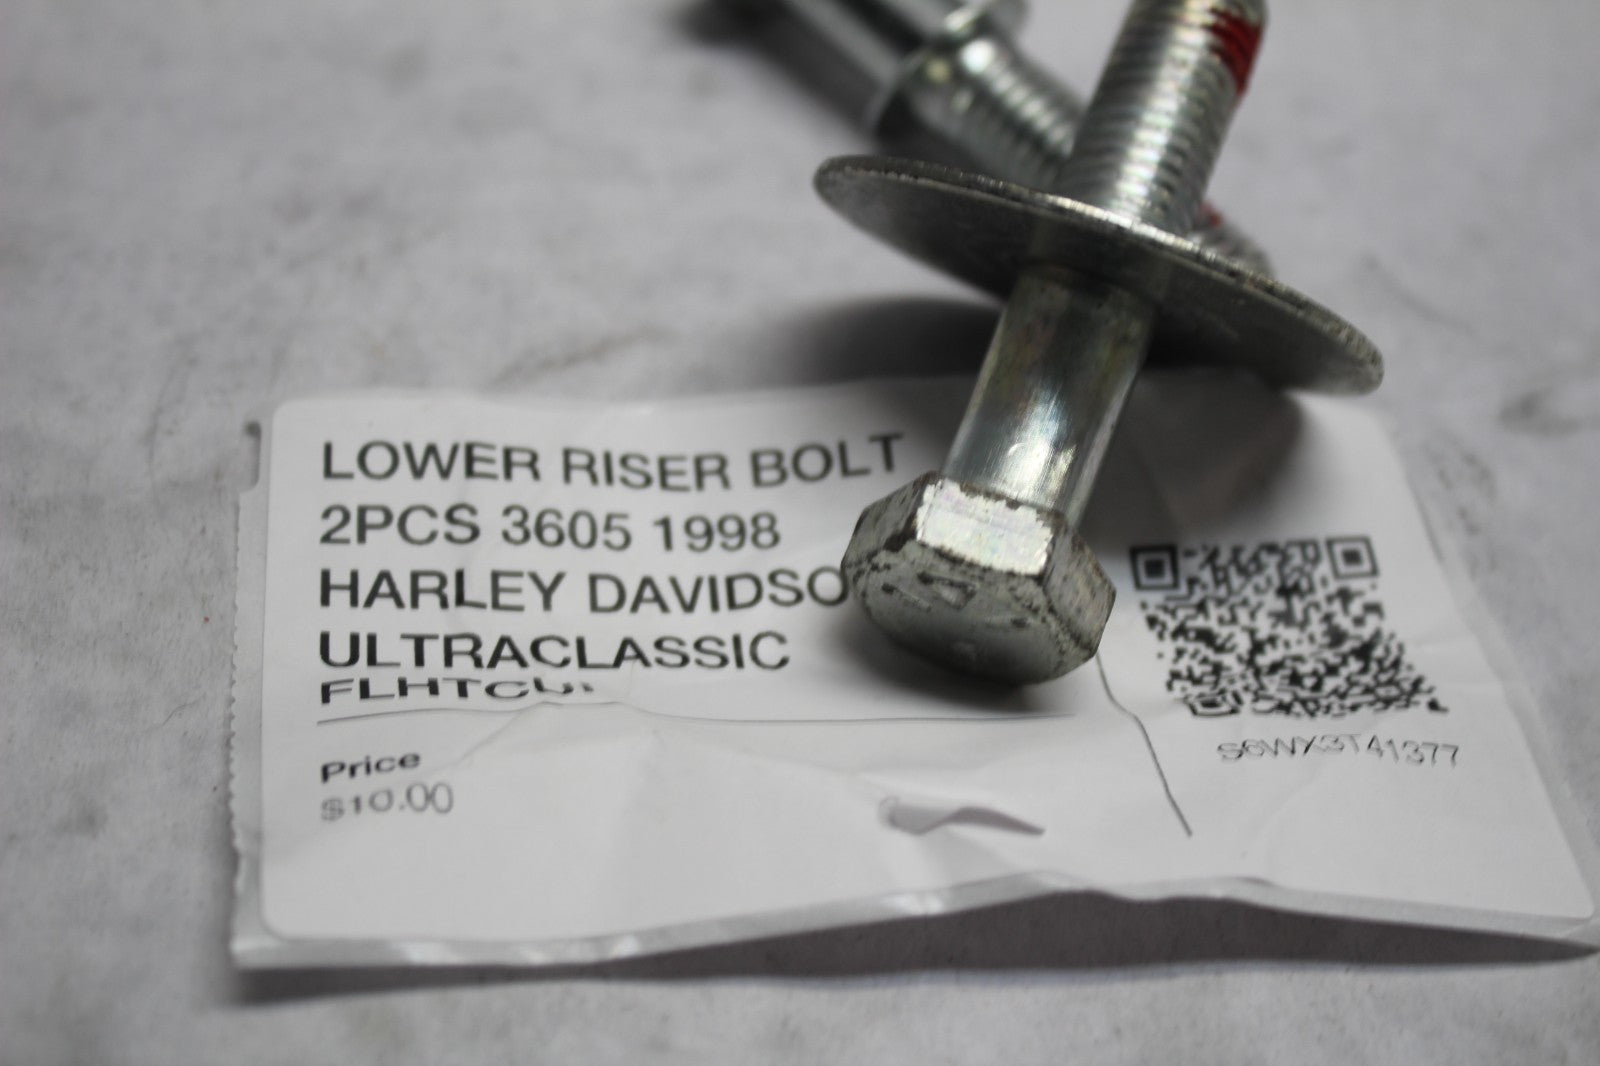 LOWER RISER BOLT
2PCS 3605 1998
HARLEY DAVIDSO
ULTRACLASSIC
Price
$10.00
S6WX3T41377